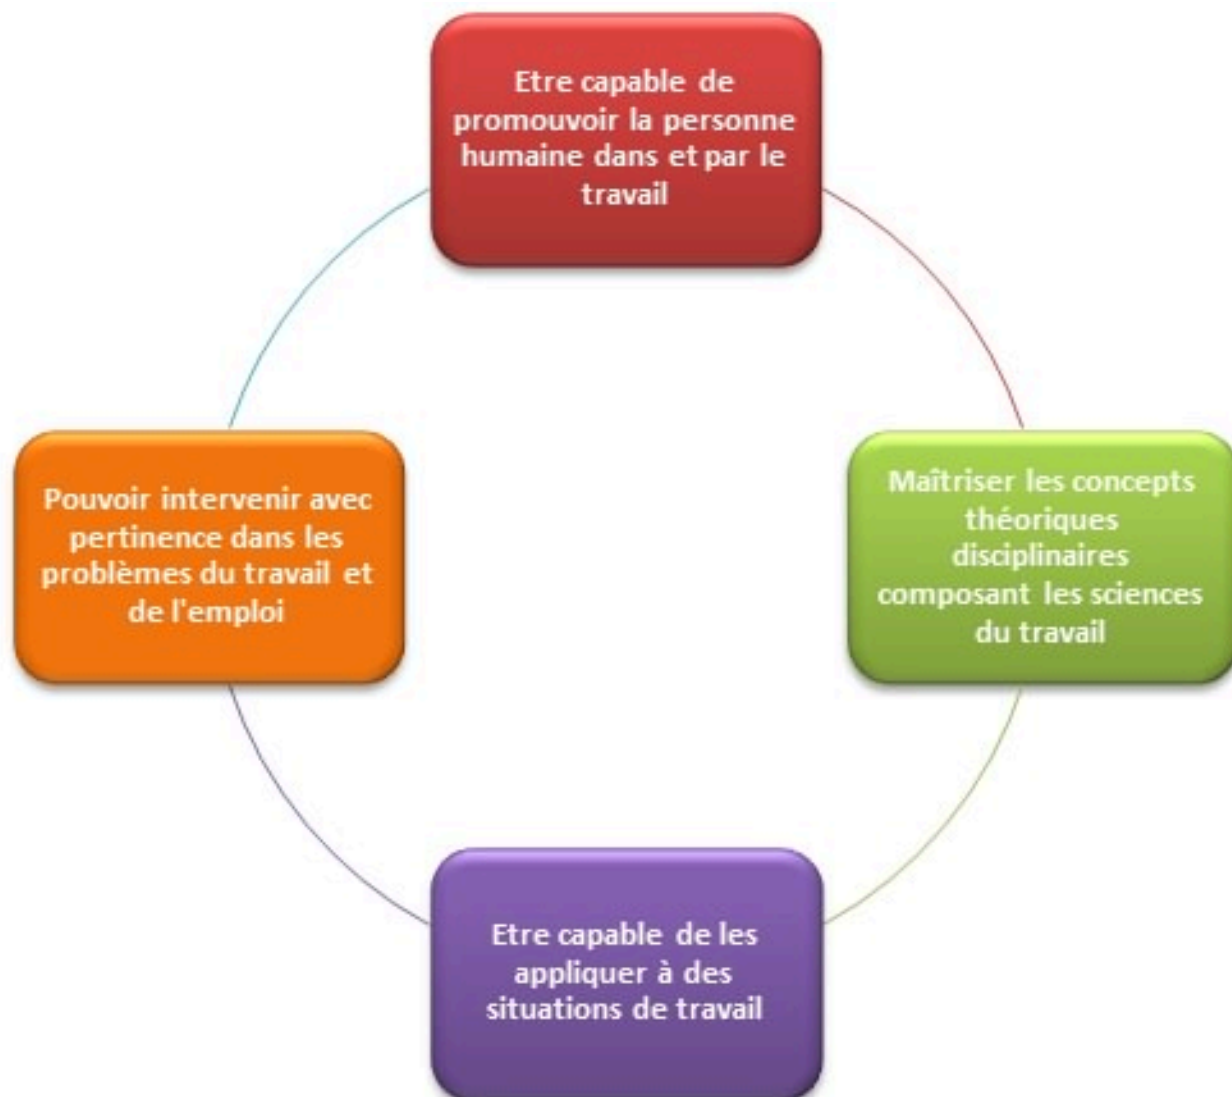 Etre capable de
promouvoir la personne
humaine dans et par le
travail
Maîtriser les concepts
théoriques
disciplinaires
composant les sciences
du travail
Etre capable de les
appliquer à des
situations de travail
Pouvoir intervenir avec
pertinence dans les
problèmes du travail et
de l'emploi